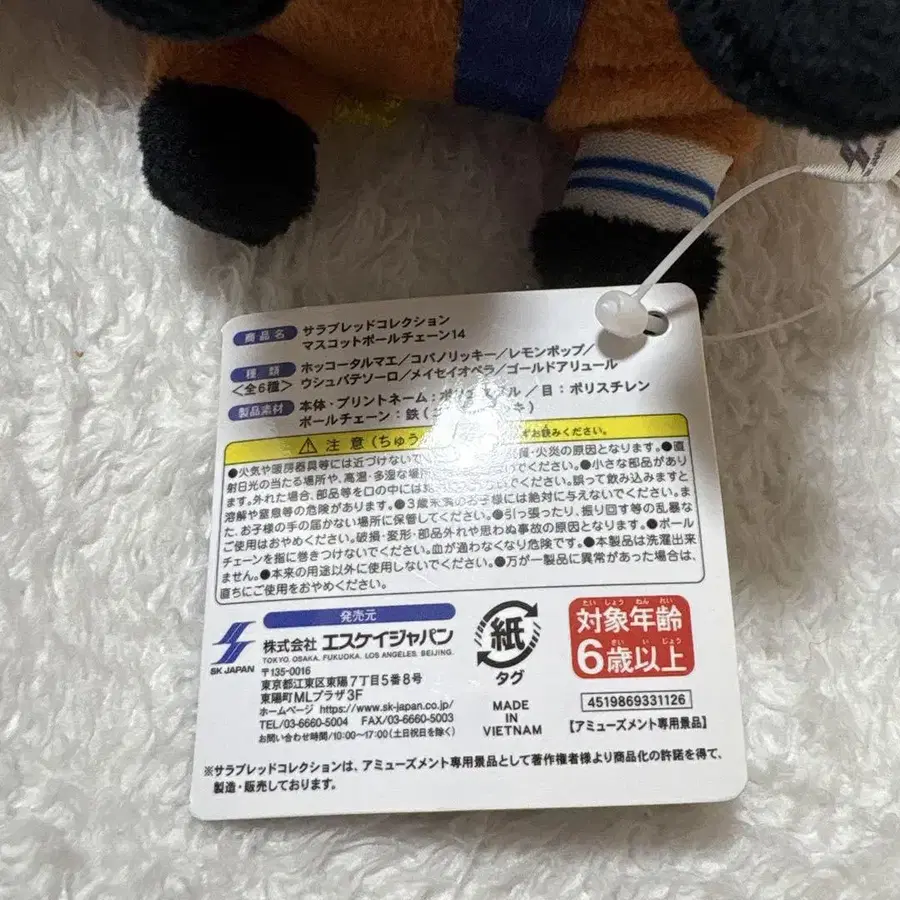 商品名 サラブレッドコレクション
マスコットボールチェーン14
種類 ホッコータルマエ/コパノリッキー/レモンポップ/
<全6種> ウシュバテソーロ/メイセイオペラ/ゴールドアリュール
製品素材 本体・プリントネーム:ポリエステル/目:ポリスチレン
ボールチェーン:鉄(
注意(ちゅう ずお読みください。
●火気や暖房器具等には近づけないで 質・火炎の原因となります。●直
射日光の当たる場所や、高温・多湿な場所 でください。●小さな部品があり
ます。外れた場合、部品等を口の中には 誤って飲み込みますと
溶解や窒息等の危険があります。●3歳未満のお子様には絶対に与えないでください。ま
た、お子様の手の届かない場所に保管してください。●引っ張ったり、振り回す等の乱暴な
ご使用はおやめください。破損・変形・部品外れや思わぬ事故の原因となります。●ボール
チェーンを指に巻きつけないでください。血が通わなくなり危険です。●本製品は洗濯出来
ません。●本来の用途以外に使用しないでください。●万が一製品に異常があった場合は、
直ちにご使用をおやめください。
発売元
SK JAPAN
株式会社 エスケイジャパン
TOKYO. OSAKA. FUKUOKA. LOS ANGELES. BEIJING.
〒135-0016
東京都江東区東陽7丁目5番8号
東陽町MLプラザ3F
ホームページ https://www.sk-japan.co.jp/
TEL/03-6660-5004 FAX/03-6660-5003
お問い合わせ時間/10:00~17:00(土日祝日を除く)
紙
タグ
MADE
IN
VIETNAM
たいしょうねんれい
対象年齢
さいいじょう
6歳以上
4519869331126
【アミューズメント専用景品】
※サラブレッドコレクションは、アミューズメント専用景品として著作権者様より商品化の許諾を得て、
製造・販売しております。